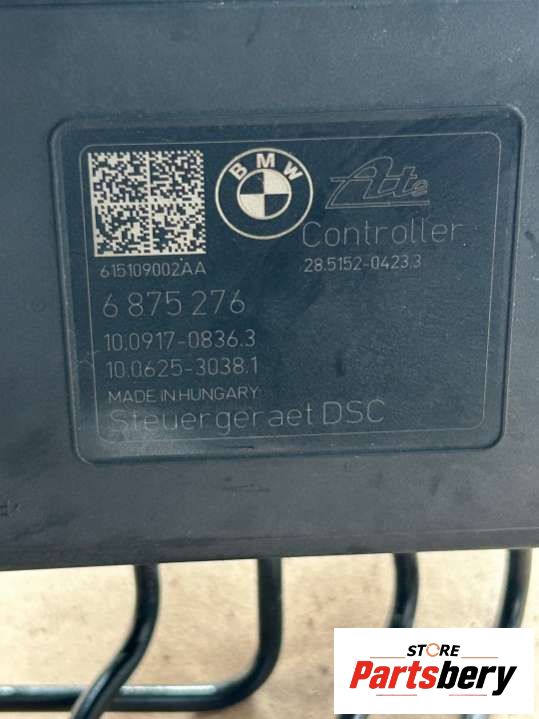 BMW
Ate
Controller
615109002AA
28.5152-0423.3
6 875 276
10.0917-0836.3
10.0625-3038.1
MADE IN HUNGARY
Steuergeraet DSC
STORE
Partsbery